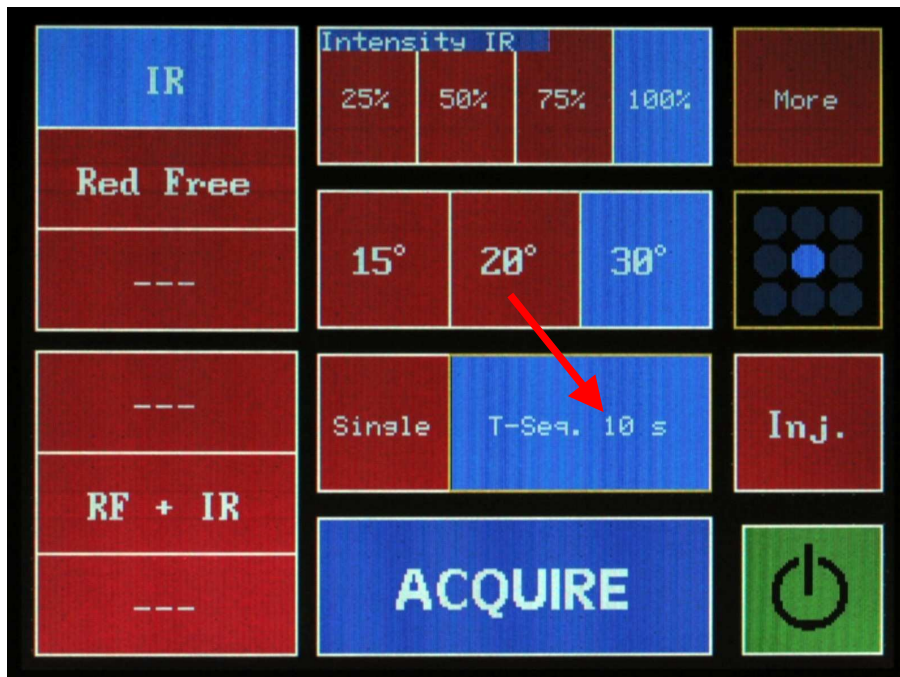 IR
Red Free
---
---
RF + IR
---
Intensity IR
25% 50% 75% 100%
15° 20° 30°
Single T-Seq. 10 s
ACQUIRE
More
Inj.